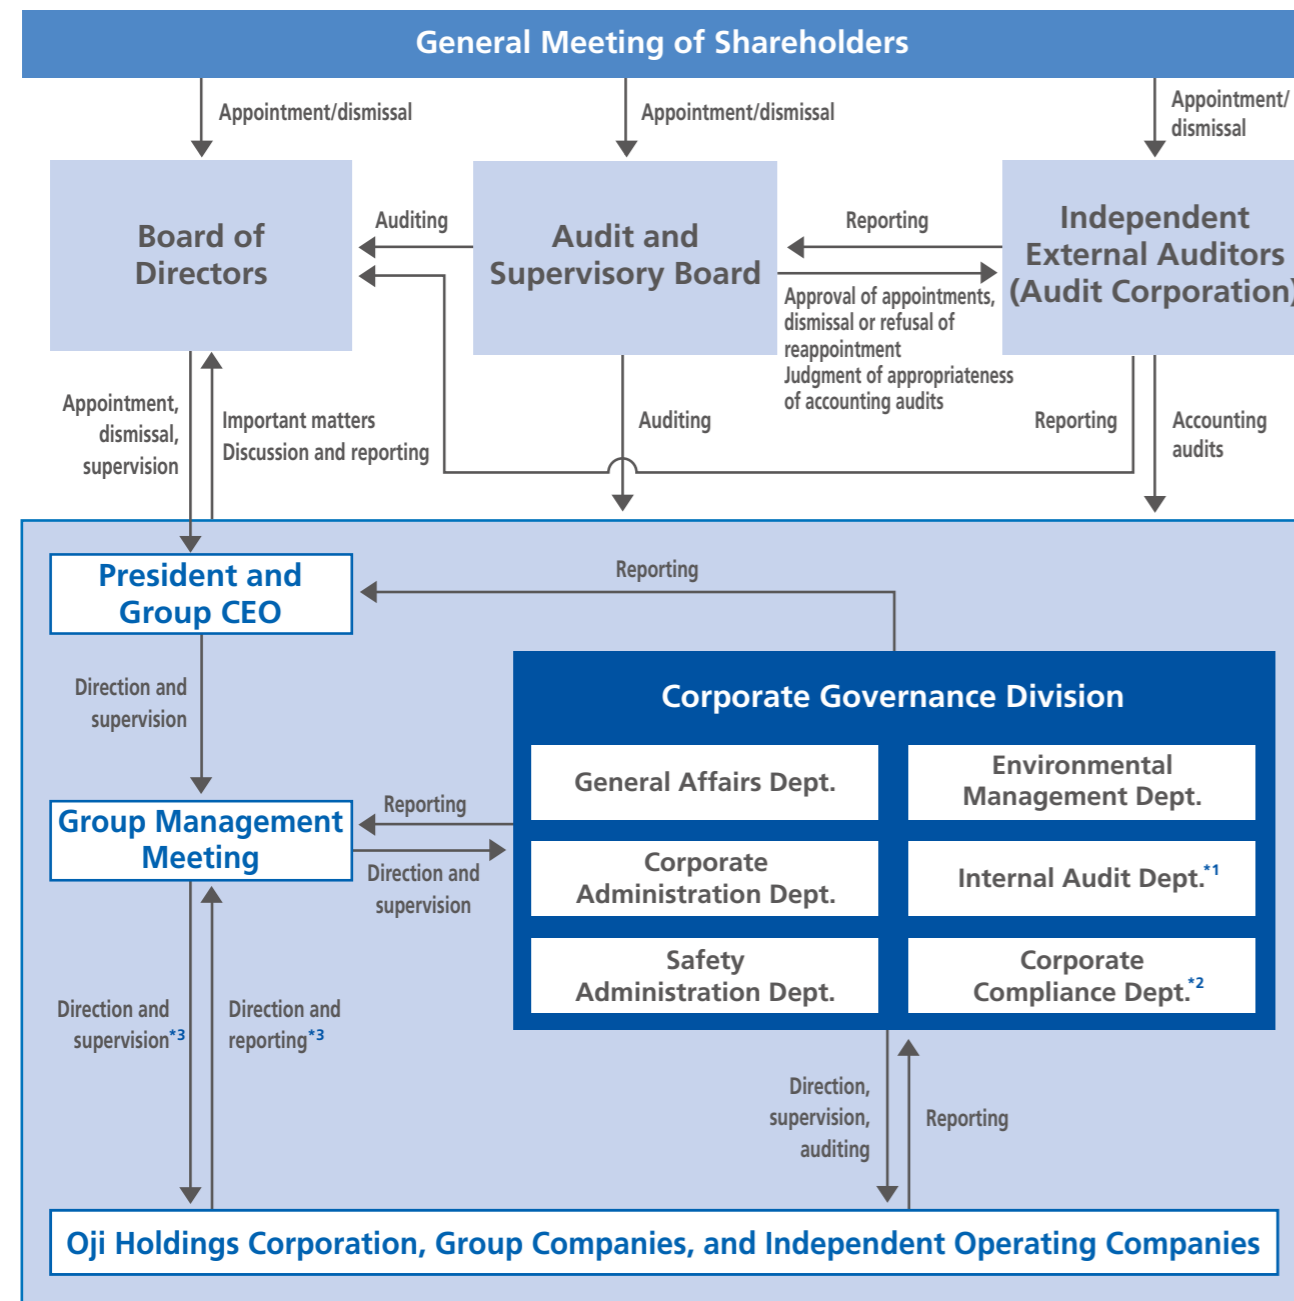 General Meeting of Shareholders
Appointment/dismissal
Appointment/dismissal
Appointment/
dismissal
Board of
Directors
Auditing
Audit and
Supervisory Board
Reporting
Approval of appointments,
dismissal or refusal of
reappointment
Judgment of appropriateness
of accounting audits
Independent
External Auditors
(Audit Corporation)
Appointment,
dismissal,
supervision
Important matters
Discussion and reporting
Auditing
Reporting
Accounting
audits
President and
Group CEO
Reporting
Direction and
supervision
Corporate Governance Division
General Affairs Dept.
Environmental
Management Dept.
Corporate
Administration Dept.
Internal Audit Dept.*1
Safety
Administration Dept.
Corporate
Compliance Dept.*2
Group Management
Meeting
Reporting
Direction and
supervision
Direction and
supervision*3
Direction and
reporting*3
Direction,
supervision,
auditing
Reporting
Oji Holdings Corporation, Group Companies, and Independent Operating Companies